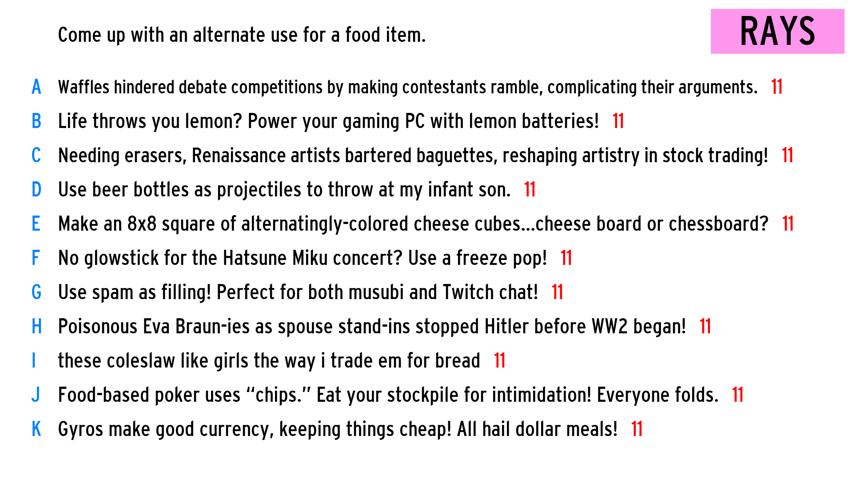 Come up with an alternate use for a food item.
RAYS
A Waffles hindered debate competitions by making contestants ramble, complicating their arguments. 11
B Life throws you lemon? Power your gaming PC with lemon batteries! 11
C Needing erasers, Renaissance artists bartered baguettes, reshaping artistry in stock trading! 11
D Use beer bottles as projectiles to throw at my infant son. 11
E Make an 8x8 square of alternatingly-colored cheese cubes...cheese board or chessboard? 11
F No glowstick for the Hatsune Miku concert? Use a freeze pop! 11
G Use spam as filling! Perfect for both musubi and Twitch chat! 11
H Poisonous Eva Braun-ies as spouse stand-ins stopped Hitler before WW2 began! 11
I these coleslaw like girls the way i trade em for bread 11
J Food-based poker uses “chips.” Eat your stockpile for intimidation! Everyone folds. 11
K Gyros make good currency, keeping things cheap! All hail dollar meals! 11